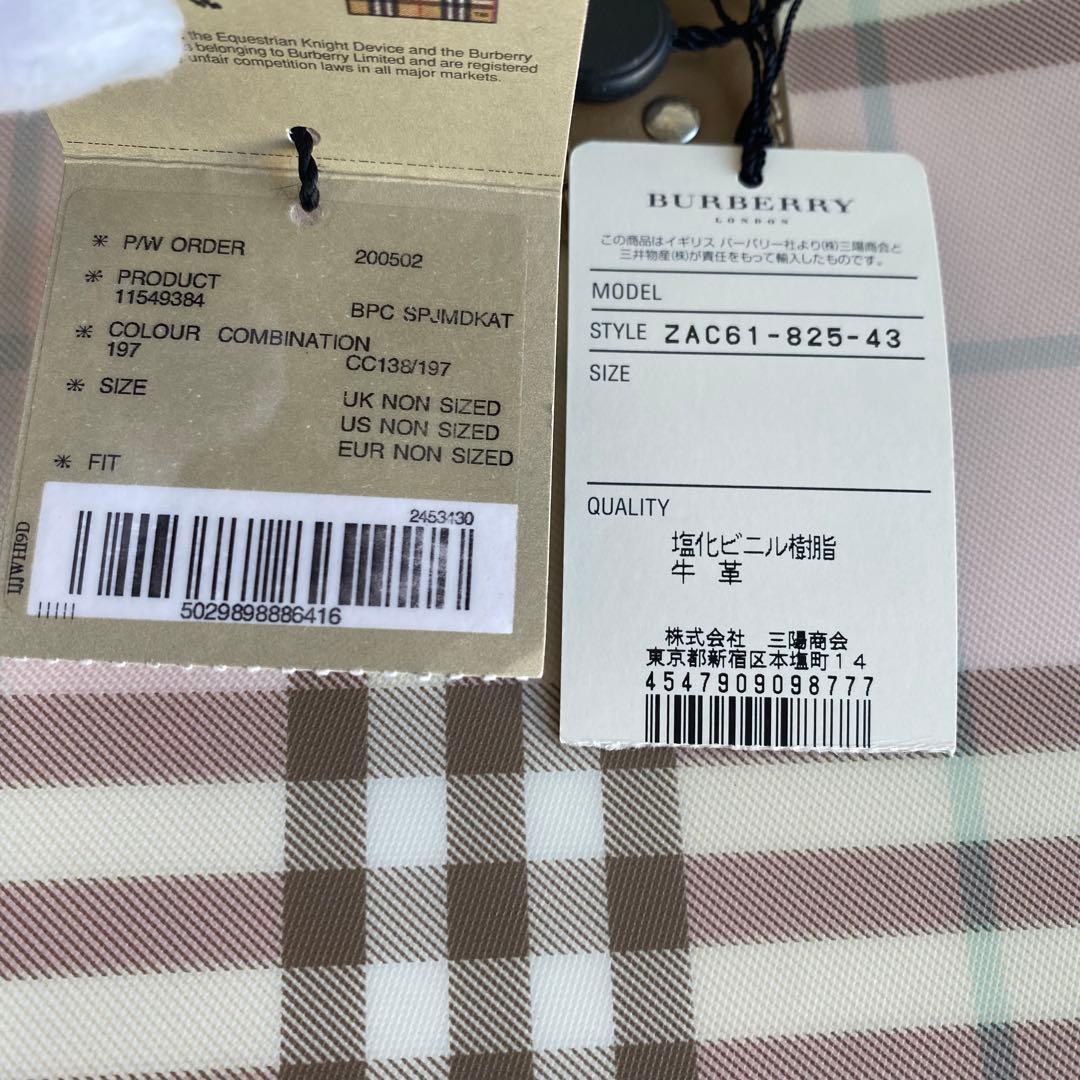 the Equestrian Knight Device and the Burberry
belonging to Burberry Limited and are registered
unfair competition laws in all major markets.
* P/W ORDER 200502
* PRODUCT
11549384 BPC SPJMDKAT
* COLOUR COMBINATION
197 CC138/197
* SIZE UK NON SIZED
US NON SIZED
EUR NON SIZED
* FIT
2453430
5029898886416
BURBERRY
LONDON
この商品はイギリス バーバリー社より(株)三陽商会と
三井物産(株)が責任をもって輸入したものです。
MODEL
STYLE ZAC61-825-43
SIZE
QUALITY
塩化ビニル樹脂
牛 革
株式会社 三陽商会
東京都新宿区本塩町14
4547909098777